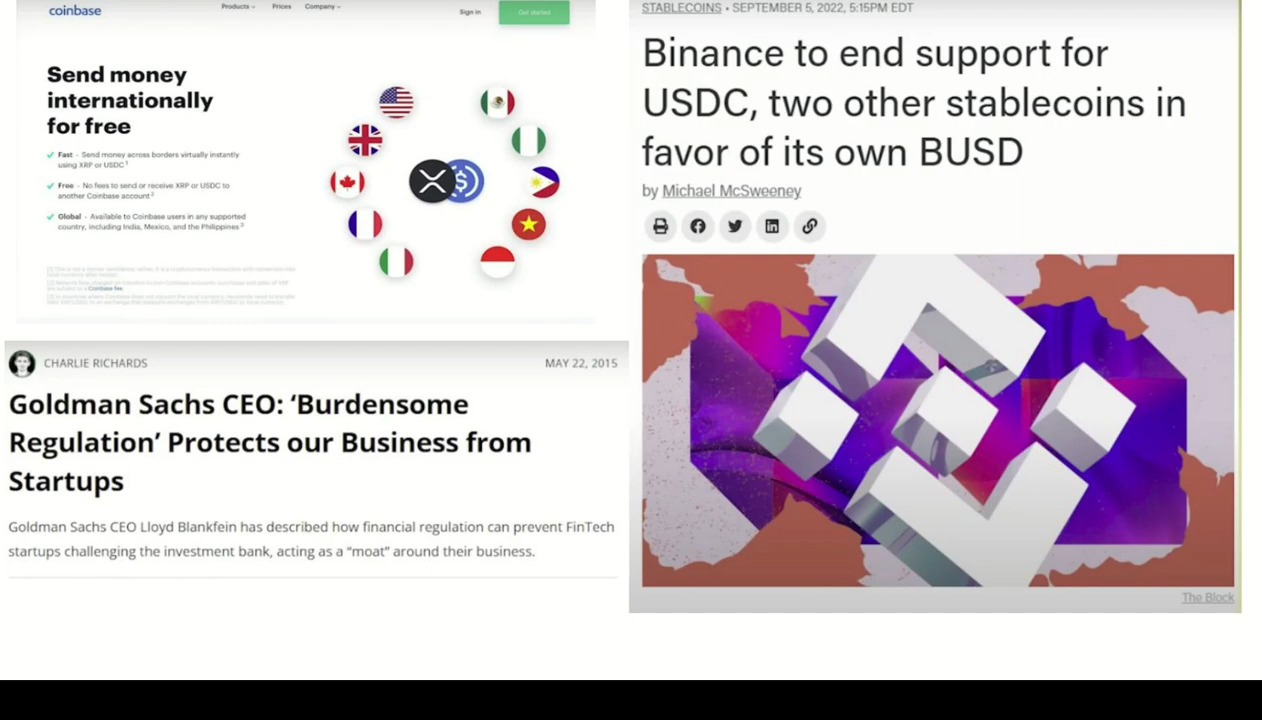 coinbase
Products
Prices
Company
Sign in
Get started
Send money
internationally
for free
Fast - Send money across borders virtually instantly
using XRP or USDC 1
Free - No fees to send or receive XRP or USDC to
another Coinbase account 2
Global - Available to Coinbase users in any supported
country, including India, Mexico, and the Philippines 3
CHARLIE RICHARDS
MAY 22, 2015
Goldman Sachs CEO: ‘Burdensome
Regulation’ Protects our Business from
Startups
Goldman Sachs CEO Lloyd Blankfein has described how financial regulation can prevent FinTech
startups challenging the investment bank, acting as a “moat” around their business.
STABLECOINS • SEPTEMBER 5, 2022, 5:15PM EDT
Binance to end support for
USDC, two other stablecoins in
favor of its own BUSD
by Michael McSweeney
The Block